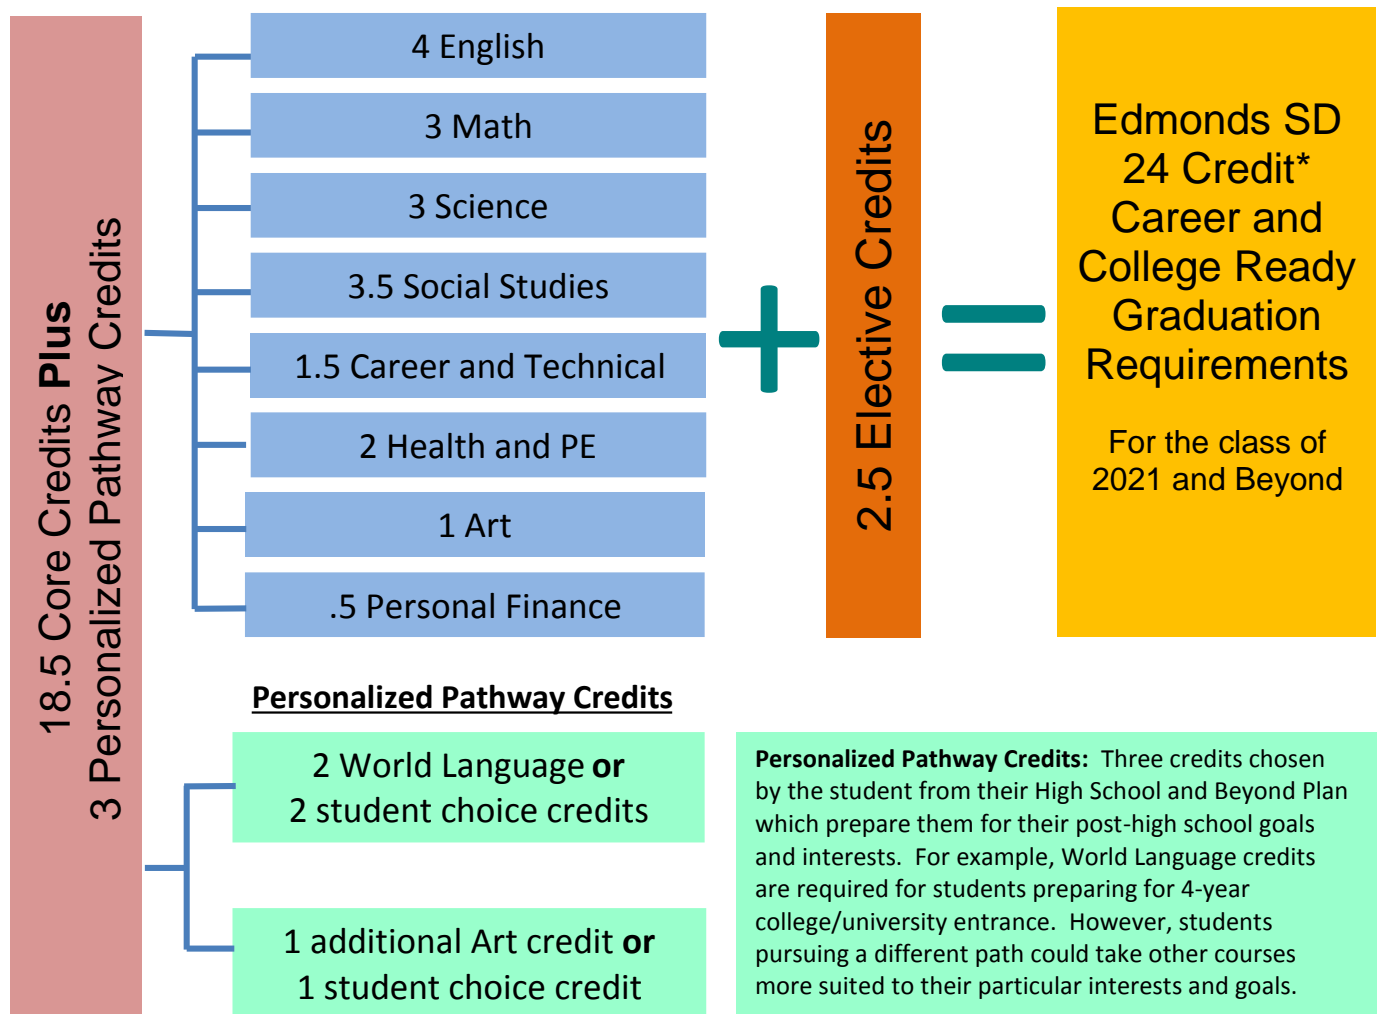 18.5 Core Credits Plus
3 Personalized Pathway Credits
4 English
3 Math
3 Science
3.5 Social Studies
1.5 Career and Technical
2 Health and PE
1 Art
.5 Personal Finance
2.5 Elective Credits
Edmonds SD
24 Credit*
Career and
College Ready
Graduation
Requirements
For the class of
2021 and Beyond
Personalized Pathway Credits
2 World Language or
2 student choice credits
1 additional Art credit or
1 student choice credit
Personalized Pathway Credits: Three credits chosen
by the student from their High School and Beyond Plan
which prepare them for their post-high school goals
and interests. For example, World Language credits
are required for students preparing for 4-year
college/university entrance. However, students
pursuing a different path could take other courses
more suited to their particular interests and goals.